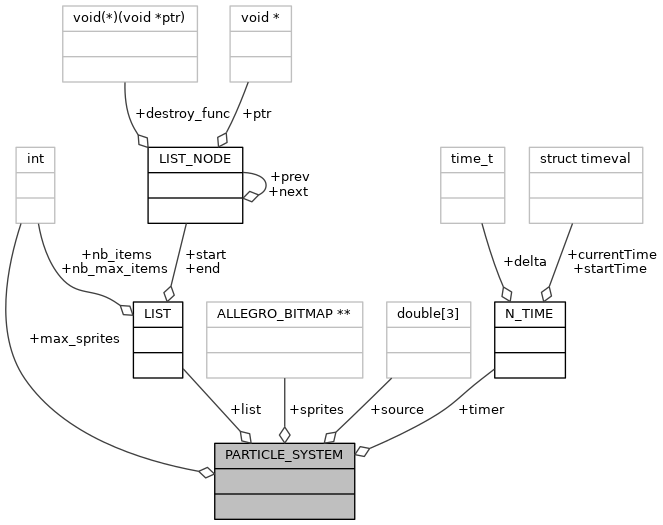 void(*)(void *ptr)
void *
+destroy_func
+ptr
int
LIST_NODE
time_t
struct timeval
+prev
+next
+nb_items
+nb_max_items
+start
+end
+delta
+currentTime
+startTime
LIST
ALLEGRO_BITMAP **
double[3]
N_TIME
+max_sprites
+list
+sprites
+source
+timer
PARTICLE_SYSTEM